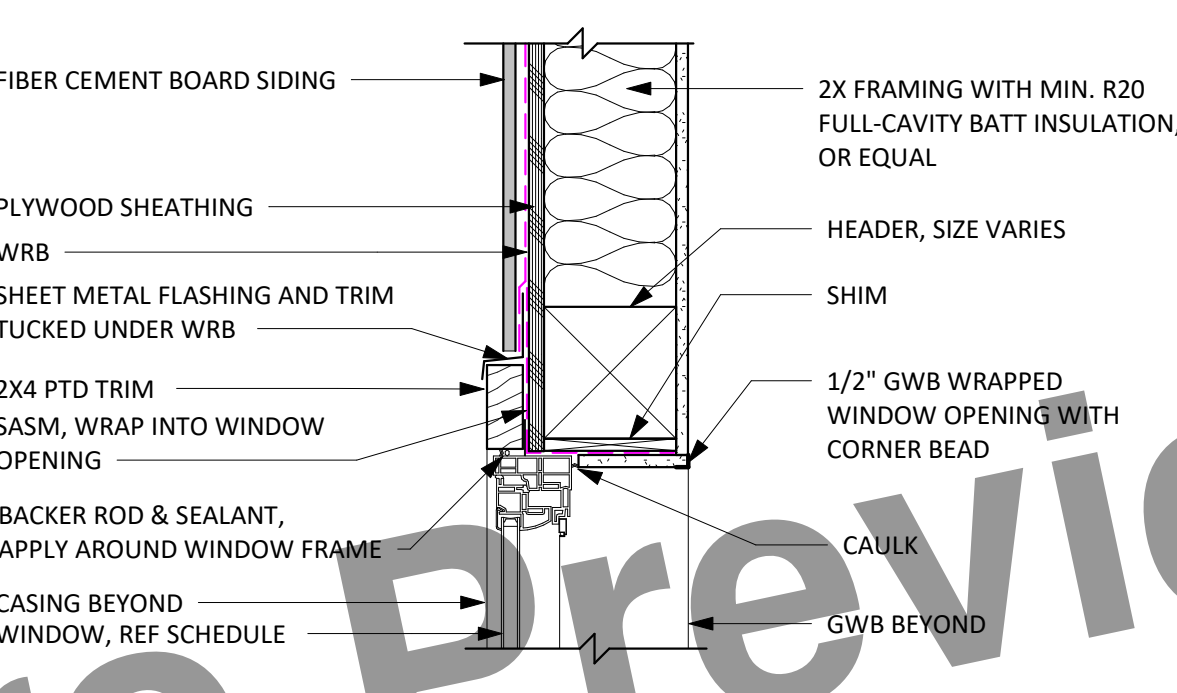 FIBER CEMENT BOARD SIDING
PLYWOOD SHEATHING
WRB
SHEET METAL FLASHING AND TRIM
TUCKED UNDER WRB
2X4 PTD TRIM
SASM, WRAP INTO WINDOW
OPENING
BACKER ROD & SEALANT,
APPLY AROUND WINDOW FRAME
CASING BEYOND
WINDOW, REF SCHEDULE
2X FRAMING WITH MIN. R20
FULL-CAVITY BATT INSULATION,
OR EQUAL
HEADER, SIZE VARIES
SHIM
1/2" GWB WRAPPED
WINDOW OPENING WITH
CORNER BEAD
CAULK
GWB BEYOND